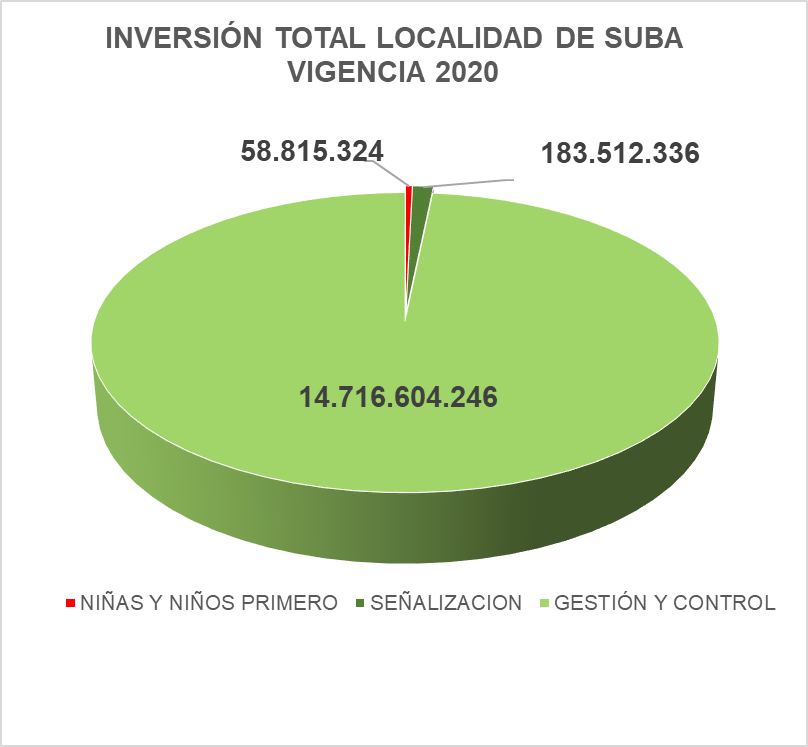 INVERSIÓN TOTAL LOCALIDAD DE SUBA
VIGENCIA 2020
58.815.324
183.512.336
14.716.604.246
NIÑAS Y NIÑOS PRIMERO SEÑALIZACION GESTIÓN Y CONTROL